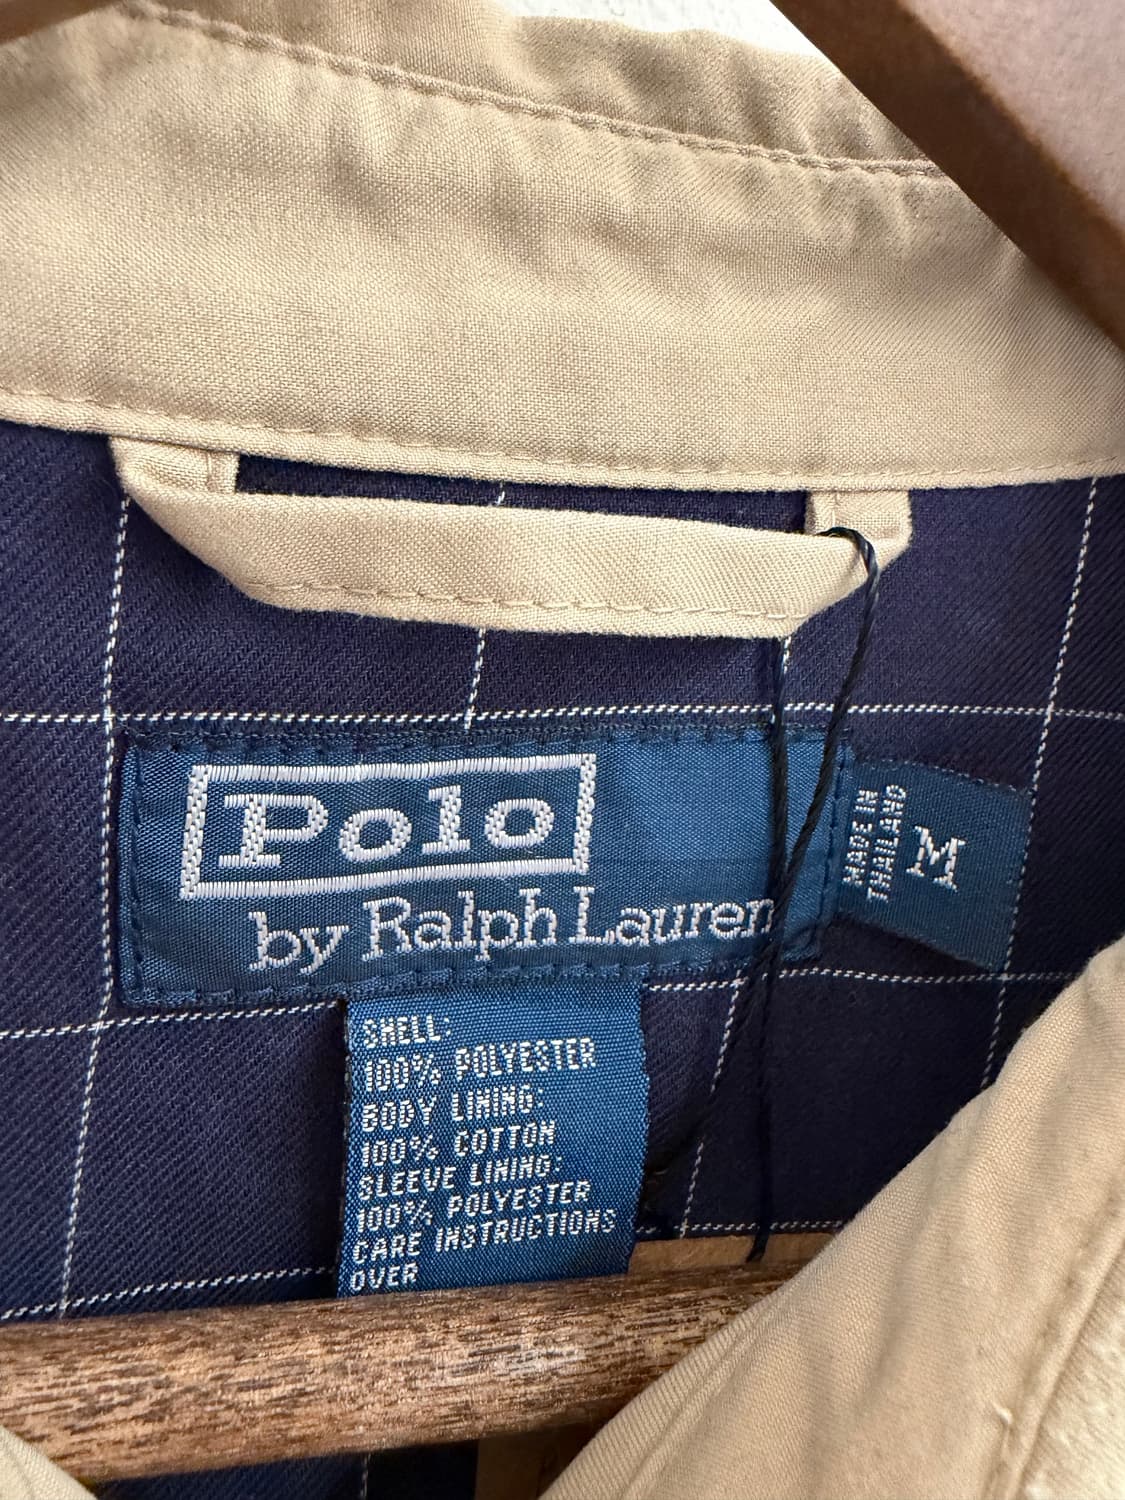 Polo
by Ralph Lauren
MADE IN
THAILAND
M
SHELL:
100% POLYESTER
BODY LINING:
100% COTTON
SLEEVE LINING:
100% POLYESTER
CARE INSTRUCTIONS
OVER